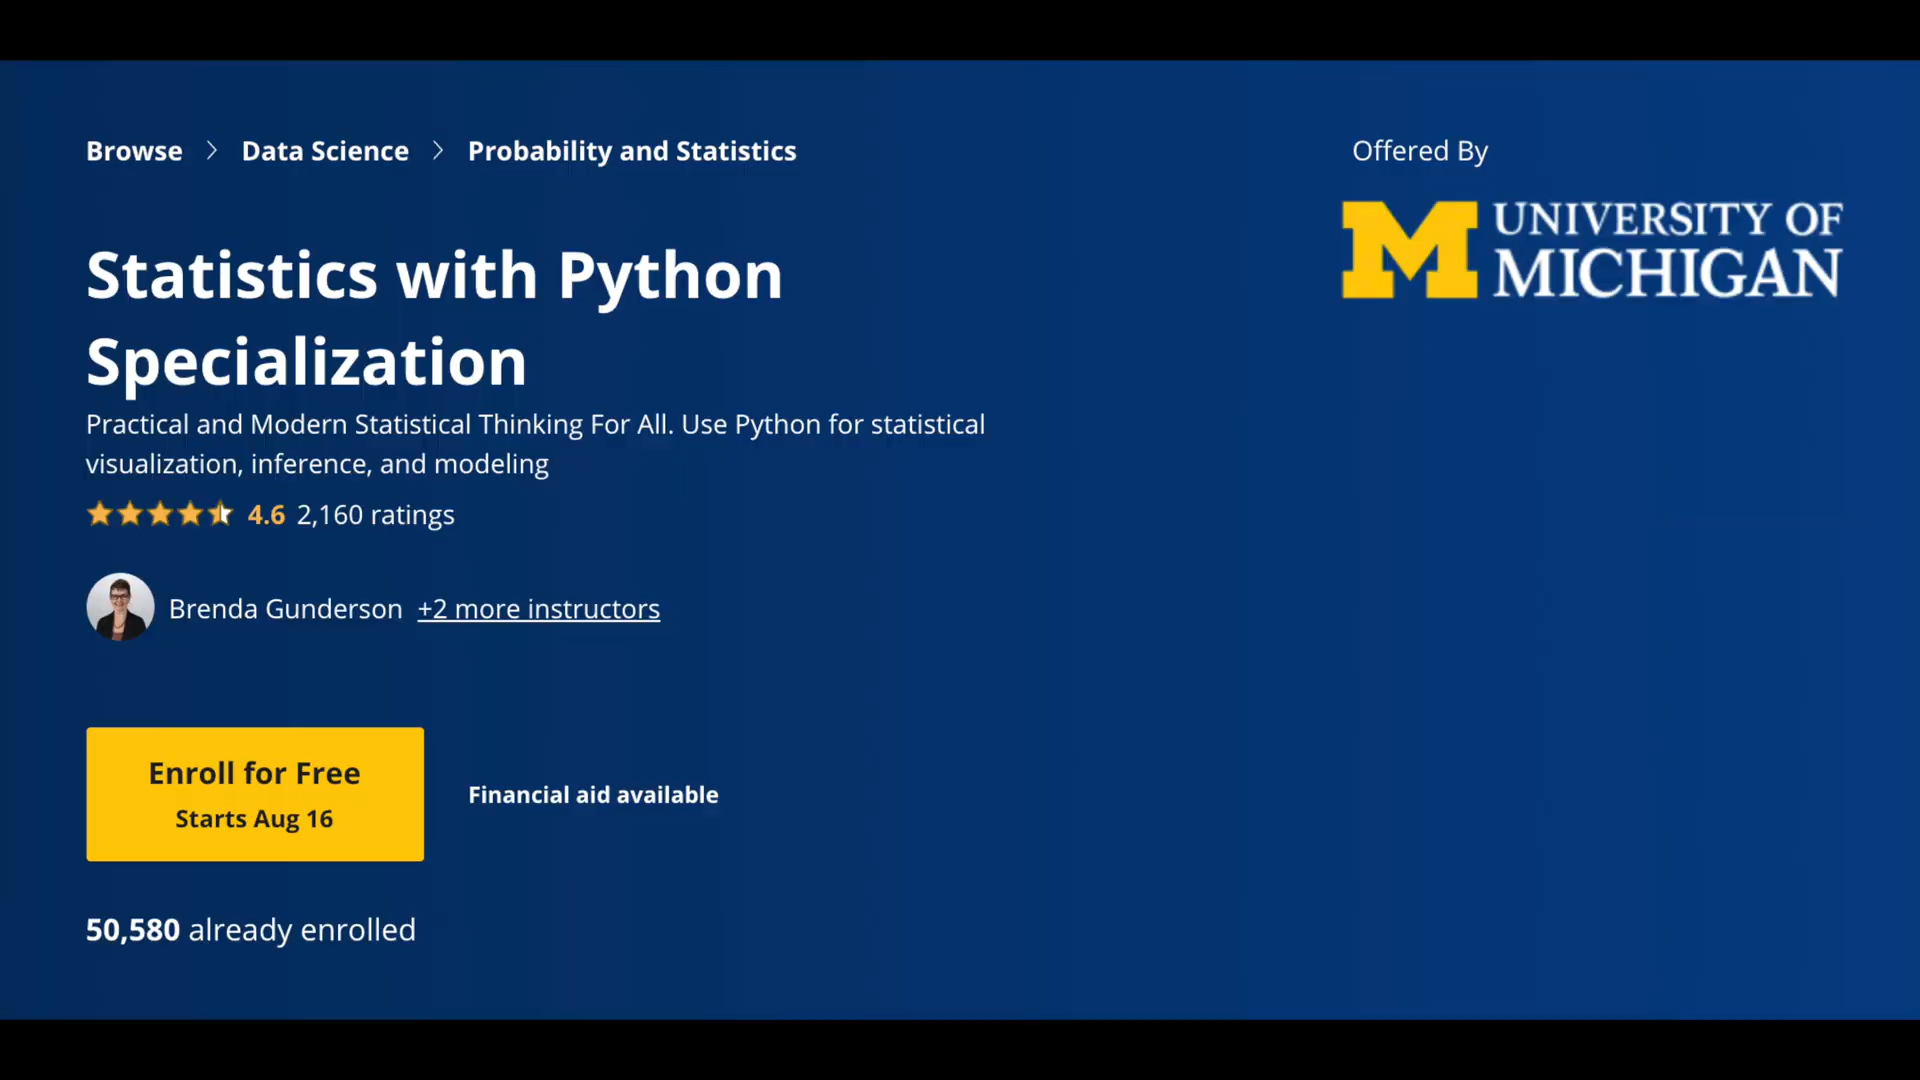 Browse > Data Science > Probability and Statistics
Offered By
M UNIVERSITY OF
MICHIGAN
Statistics with Python
Specialization
Practical and Modern Statistical Thinking For All. Use Python for statistical
visualization, inference, and modeling
4.6 2,160 ratings
Brenda Gunderson +2 more instructors
Enroll for Free
Starts Aug 16
Financial aid available
50,580 already enrolled